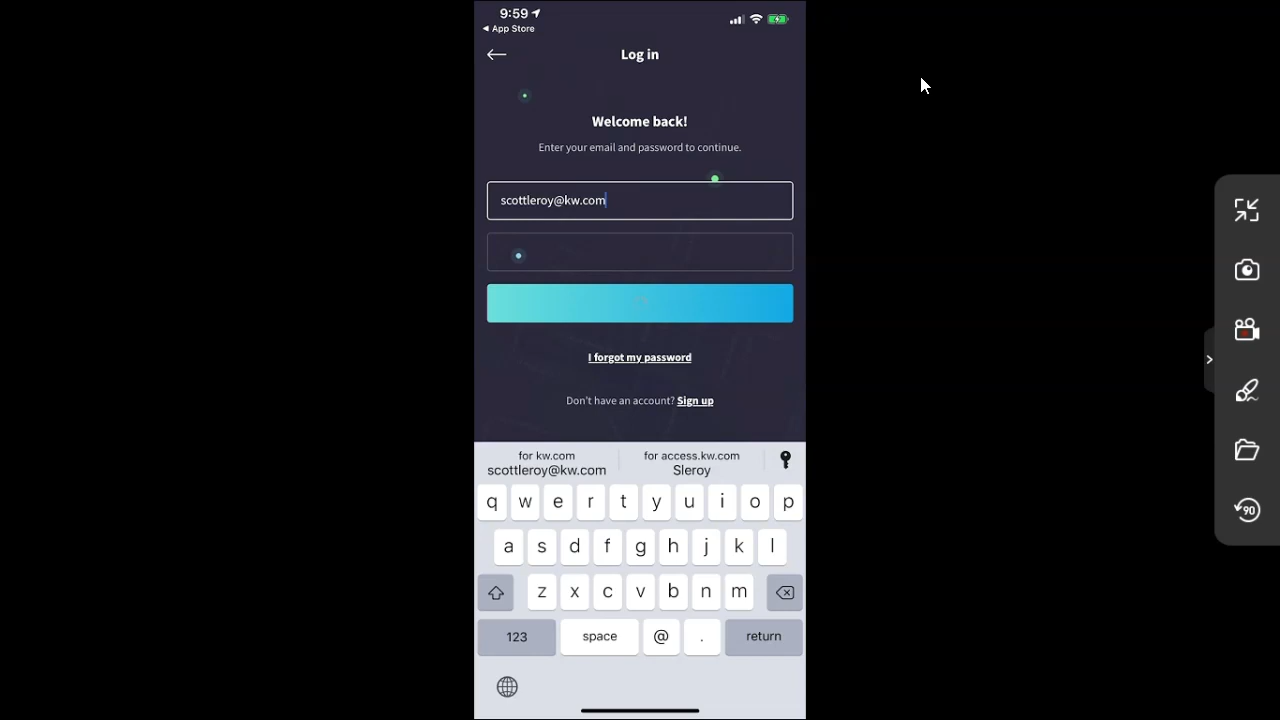 9:59
App Store
Log in
Welcome back!
Enter your email and password to continue.
scottleroy@kw.com
I forgot my password
Don't have an account? Sign up
for kw.com for access.kw.com
scottleroy@kw.com Sleroy
q w e r t y u i o p
a s d f g h j k l
z x c v b n m
123 space @ . return
90